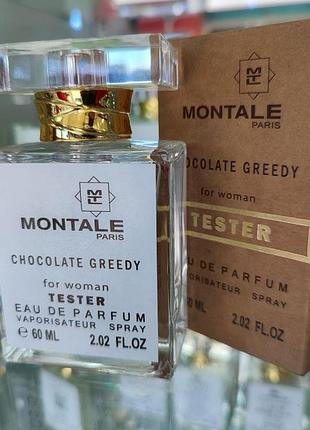 MONTALE
PARIS
CHOCOLATE GREEDY
for woman
TESTER
EAU DE PARFUM
VAPORISATEUR SPRAY
℮ 60 ML 2.02 FL.OZ
MONTALE
PARIS
CHOCOLATE GREEDY
for woman
TESTER
EAU DE PARFUM
VAPORISATEUR SPRAY
60 ML 2.02 FL.OZ